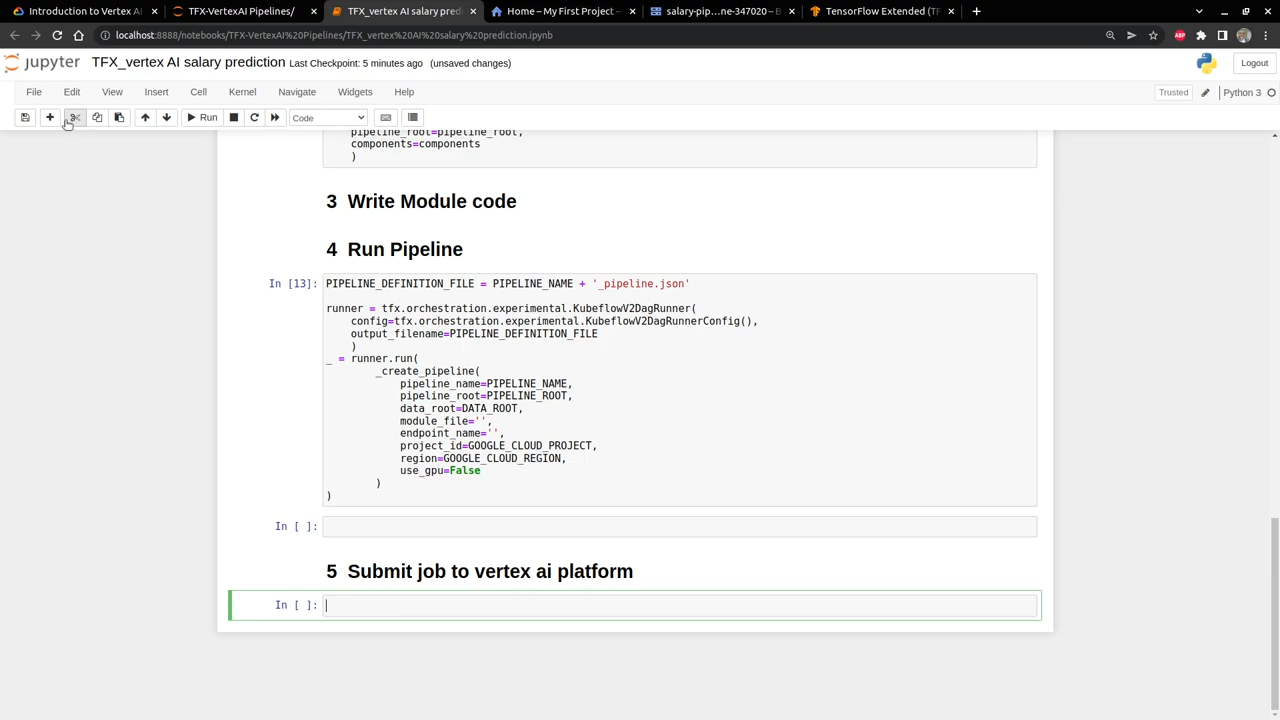 Introduction to Vertex AI
TFX-VertexAI Pipelines/
TFX_vertex AI salary pred
Home – My First Project –
salary-pip...ne-347020 – B
TensorFlow Extended (TF
localhost:8888/notebooks/TFX-VertexAI%20Pipelines/TFX_vertex%20AI%20salary%20prediction.ipynb
ABP
jupyter TFX_vertex AI salary prediction Last Checkpoint: 5 minutes ago (unsaved changes)
Logout
File Edit View Insert Cell Kernel Navigate Widgets Help
Trusted
Python 3
Run
Code
pipeline_root=pipeline_root,
components=components
)
3 Write Module code
4 Run Pipeline
In [13]:
PIPELINE_DEFINITION_FILE = PIPELINE_NAME + '_pipeline.json'
runner = tfx.orchestration.experimental.KubeflowV2DagRunner(
config=tfx.orchestration.experimental.KubeflowV2DagRunnerConfig(),
output_filename=PIPELINE_DEFINITION_FILE
)
_ = runner.run(
_create_pipeline(
pipeline_name=PIPELINE_NAME,
pipeline_root=PIPELINE_ROOT,
data_root=DATA_ROOT,
module_file='',
endpoint_name='',
project_id=GOOGLE_CLOUD_PROJECT,
region=GOOGLE_CLOUD_REGION,
use_gpu=False
)
)
In [ ]:
5 Submit job to vertex ai platform
In [ ]: